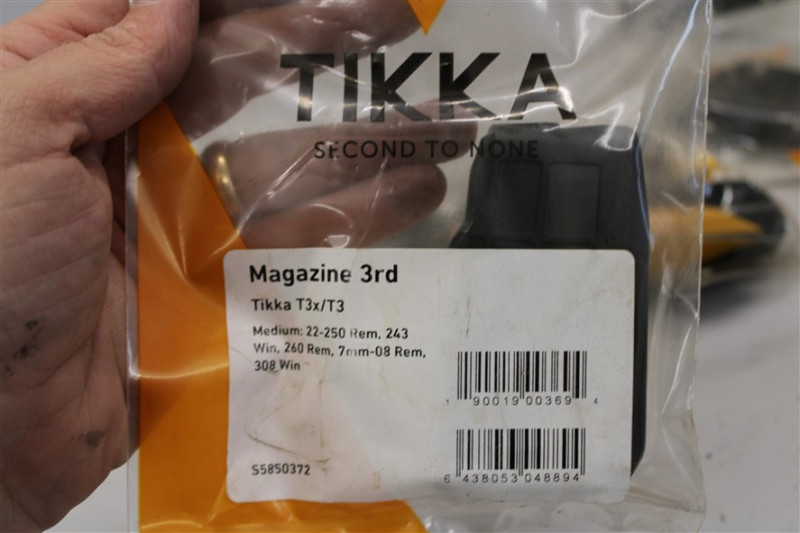 TIKKA
SECOND TO NONE
Magazine 3rd
Tikka T3x/T3
Medium: 22-250 Rem, 243
Win, 260 Rem, 7mm-08 Rem,
308 Win
1 90019 00369 4
S5850372
6 438053 048894